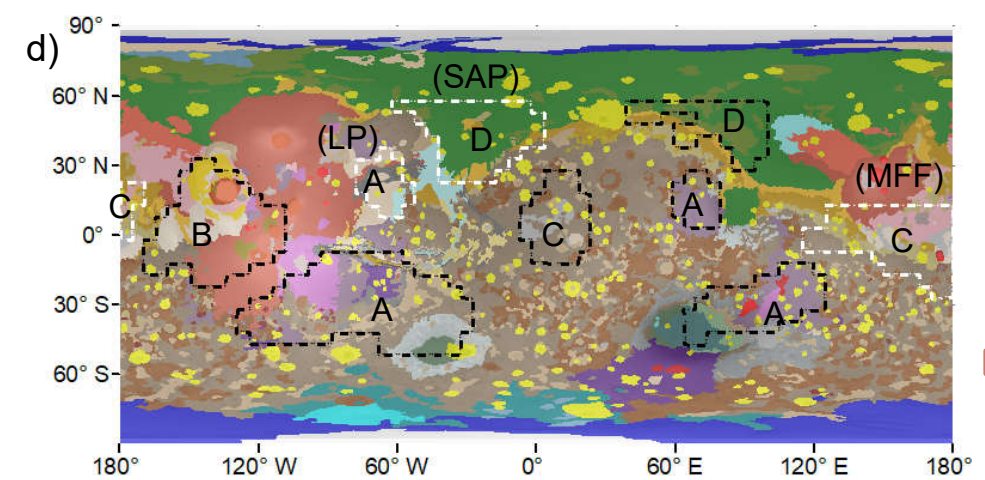 d)
90°
60° N
30° N
0°
30° S
60° S
(SAP)
D
D
(LP)
A
(MFF)
A
C
B
C
C
A
A
180°
120° W
60° W
0°
60° E
120° E
180°